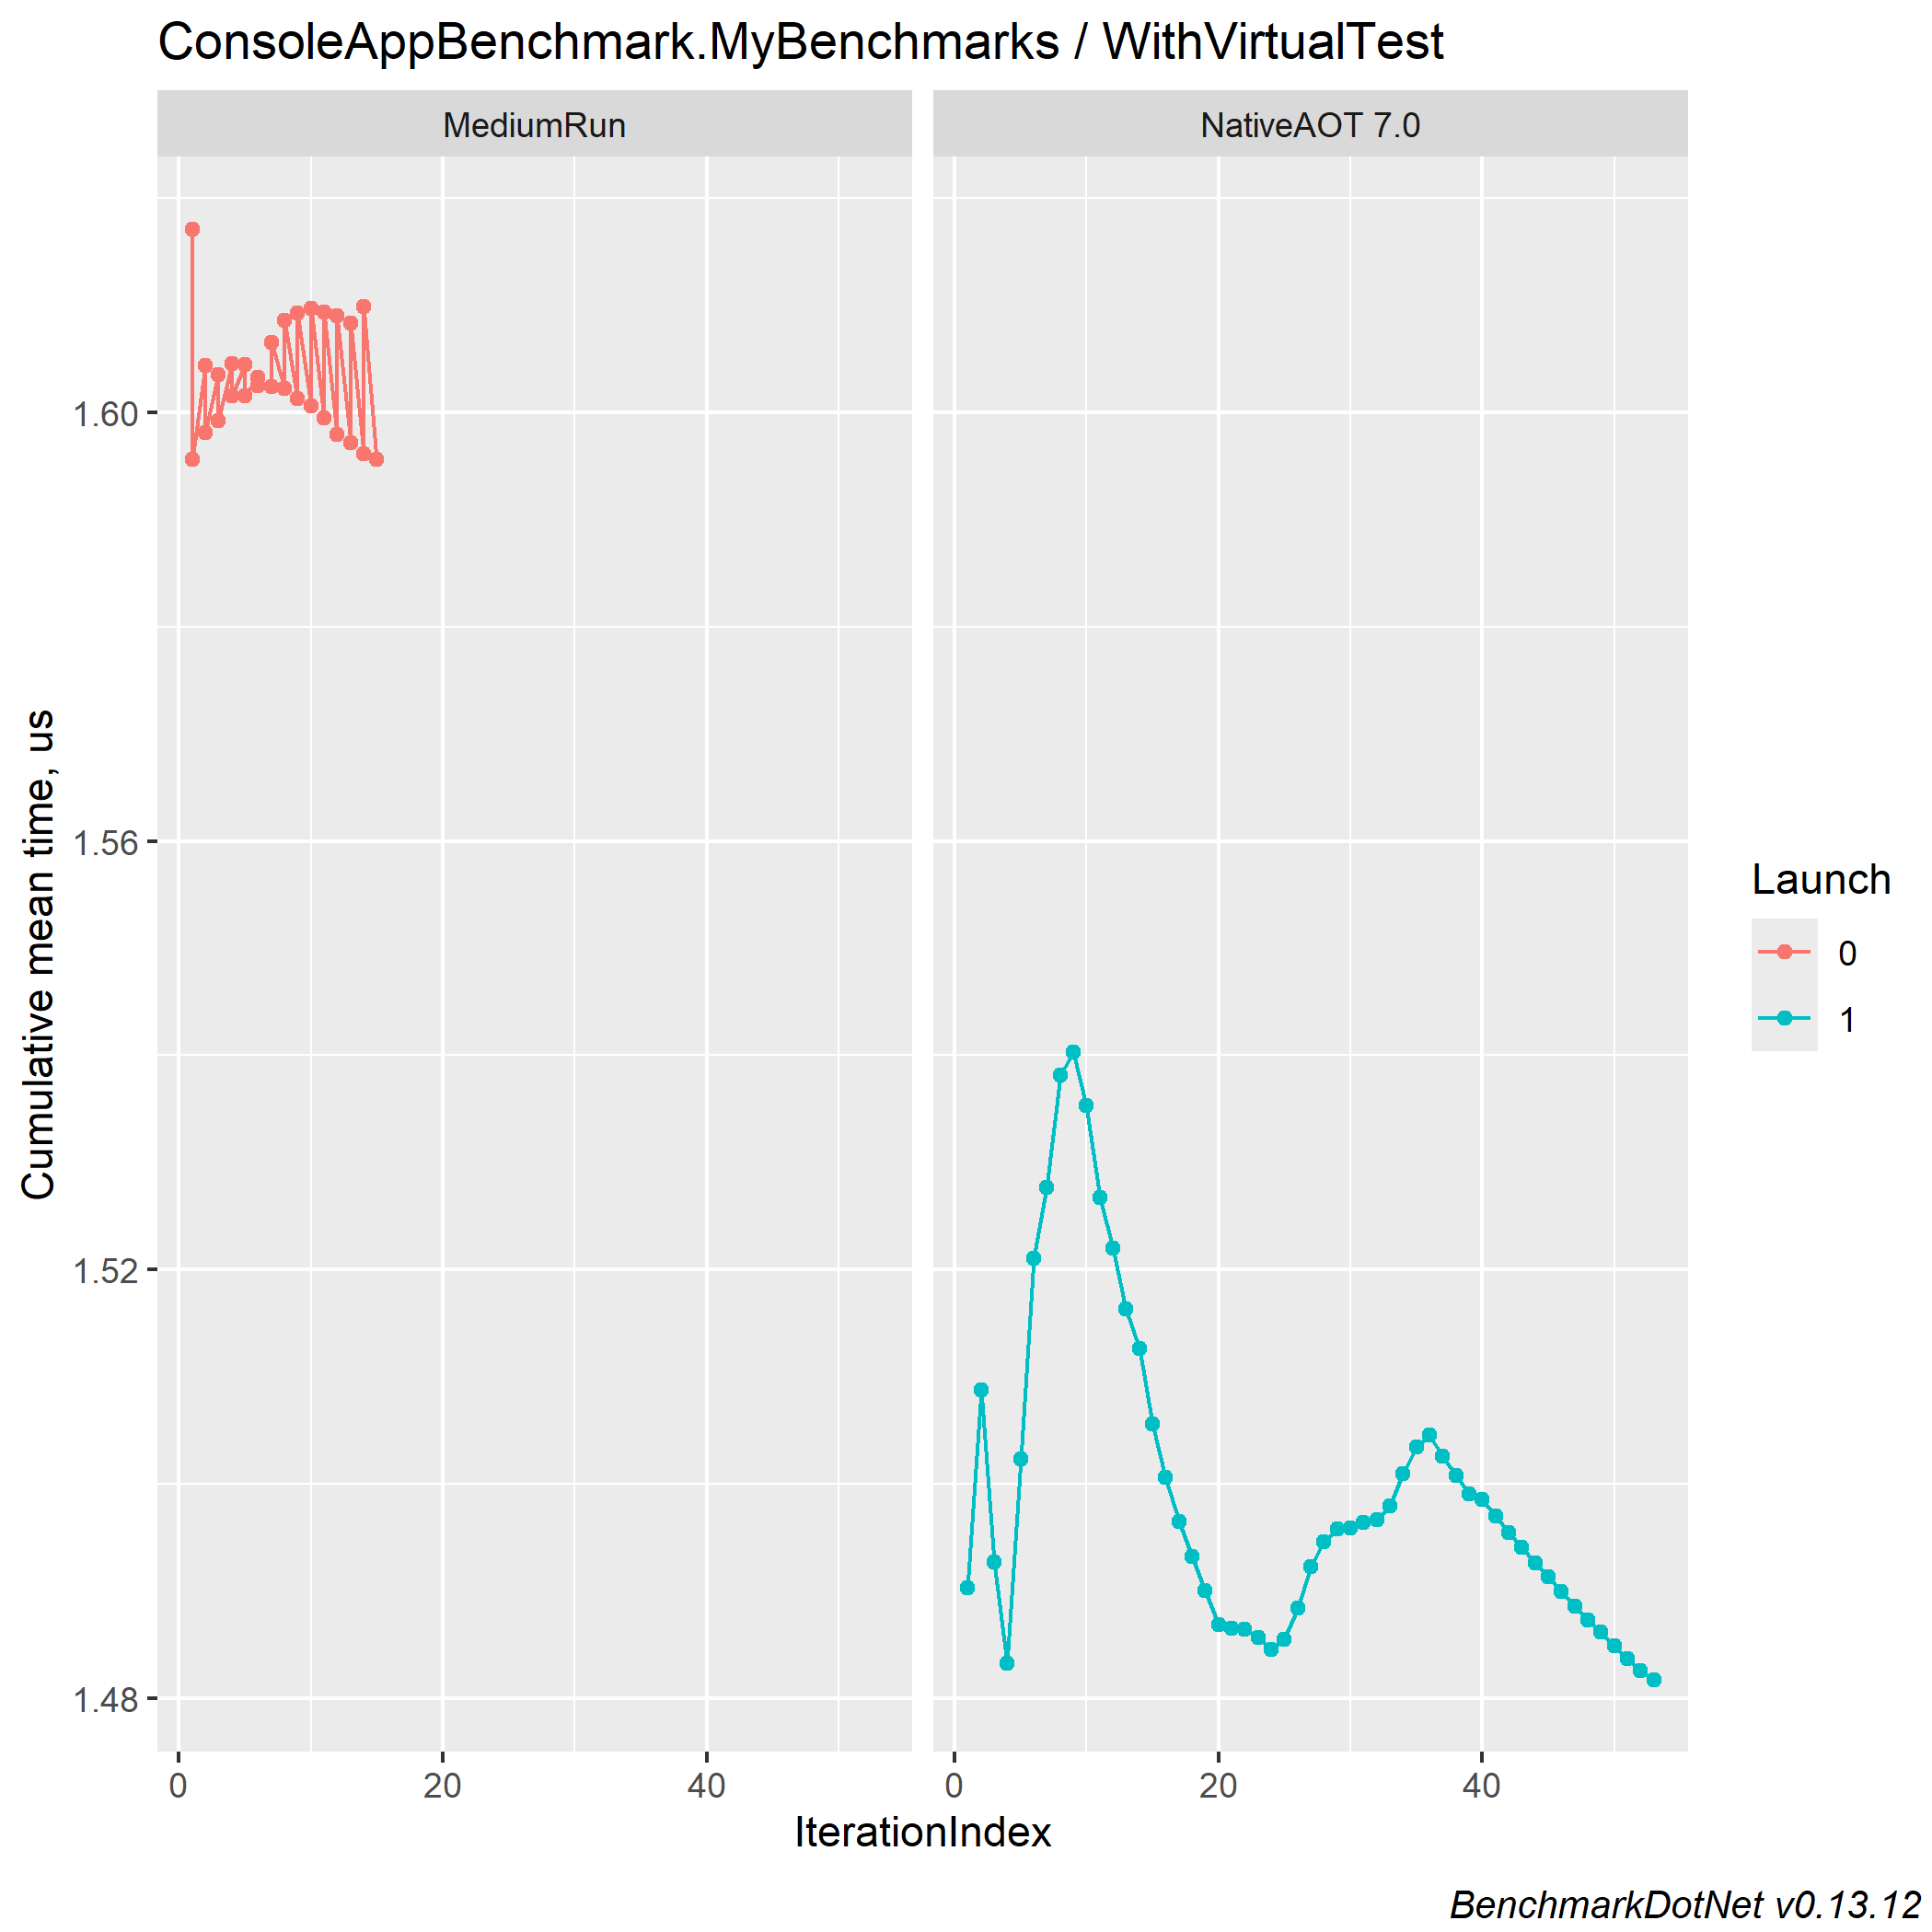 ConsoleAppBenchmark.MyBenchmarks / WithVirtualTest
MediumRun
NativeAOT 7.0
Cumulative mean time, us
1.60
1.56
1.52
1.48
0
20
40
0
20
40
IterationIndex
Launch
0
1
BenchmarkDotNet v0.13.12